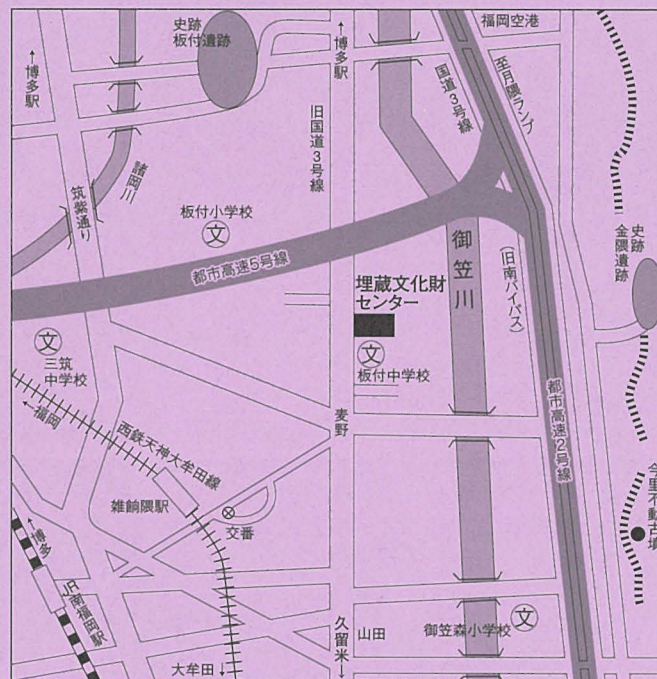 史跡
板付遺跡
↑博多駅
↑博多駅
福岡空港
国道3号線
至月隈ランプ
旧国道3号線
諸岡川
筑紫通り
板付小学校
文
都市高速5号線
御笠川
(旧南バイパス)
史跡
金隈遺跡
埋蔵文化財
センター
文
板付中学校
文
三筑
中学校
←福岡
西鉄天神大牟田線
麦野
都市高速2号線
雑餉隈駅
交番
今里不動古墳
↑博多
JR南福岡駅
久留米↓
山田
御笠森小学校
文
大牟田↓